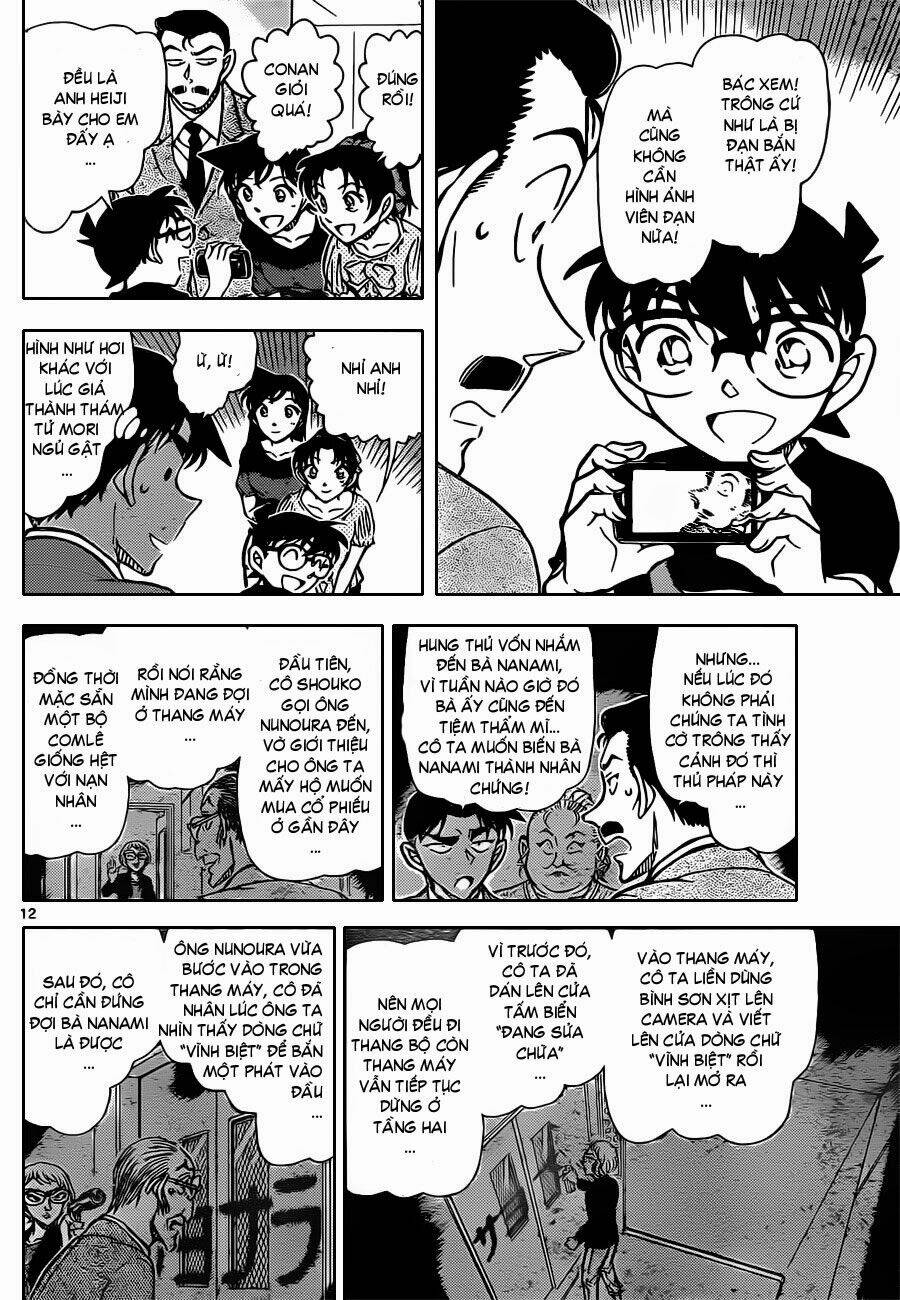 BÁC XEM!
TRÔNG CỨ
NHƯ LÀ BỊ
ĐẠN BẮN
THẬT ẤY!
MÀ
CŨNG
KHÔNG
CẦN
HÌNH ẢNH
VIÊN ĐẠN
NỮA!
ĐÚNG
RỒI!
CONAN
GIỎI
QUÁ!
ĐỀU LÀ
ANH HEIJI
BÀY CHO EM
ĐẤY Ạ
...
NHỈ ANH
NHỈ!
Ừ, Ừ!
HÌNH NHƯ HƠI
KHÁC VỚI
LÚC GIẢ
THÀNH THÁM
TỬ MORI
NGỦ GẬT
...
NHƯNG...
NẾU LÚC ĐÓ
KHÔNG PHẢI
CHÚNG TA TÌNH
CỜ TRÔNG THẤY
CẢNH ĐÓ THÌ
THỦ PHÁP NÀY
...
HUNG THỦ VỐN NHẮM
ĐẾN BÀ NANAMI,
VÌ TUẦN NÀO GIỜ ĐÓ
BÀ ẤY CŨNG ĐẾN
TIỆM THẨM MĨ...
CÔ TA MUỐN BIẾN BÀ
NANAMI THÀNH NHÂN
CHỨNG!
ĐẦU TIÊN,
CÔ SHOUKO
GỌI ÔNG
NUNOURA ĐẾN,
VỜ GIỚI THIỆU
CHO ÔNG TA
MẤY HỘ MUỐN
MUA CỔ PHIẾU
Ở GẦN ĐÂY
...
RỒI NÓI RẰNG
MÌNH ĐANG ĐỢI
Ở THANG MÁY
...
ĐỒNG THỜI
MẶC SẴN
MỘT BỘ
COMLÊ
GIỐNG HỆT
VỚI NẠN
NHÂN
...
12
VÀO THANG MÁY,
CÔ TA LIỀN DÙNG
BÌNH SƠN XỊT LÊN
CAMERA VÀ VIẾT
LÊN CỬA DÒNG CHỮ
"VĨNH BIỆT" RỒI
LẠI MỞ RA
...
VÌ TRƯỚC ĐÓ,
CÔ TA ĐÃ
DÁN LÊN CỬA
TẤM BIỂN
"ĐANG SỬA
CHỮA"...
NÊN MỌI
NGƯỜI ĐỀU ĐI
THANG BỘ CÒN
THANG MÁY
VẪN TIẾP TỤC
DỪNG Ở
TẦNG HAI
...
サヨナ
ÔNG NUNOURA VỪA
BƯỚC VÀO TRONG
THANG MÁY, CÔ ĐÃ
NHÂN LÚC ÔNG TA
NHÌN THẤY DÒNG CHỮ
"VĨNH BIỆT" ĐỂ BẮN
MỘT PHÁT VÀO
ĐẦU
...
SAU ĐÓ, CÔ
CHỈ CẦN ĐỨNG
ĐỢI BÀ NANAMI
LÀ ĐƯỢC
...
ヨナラ